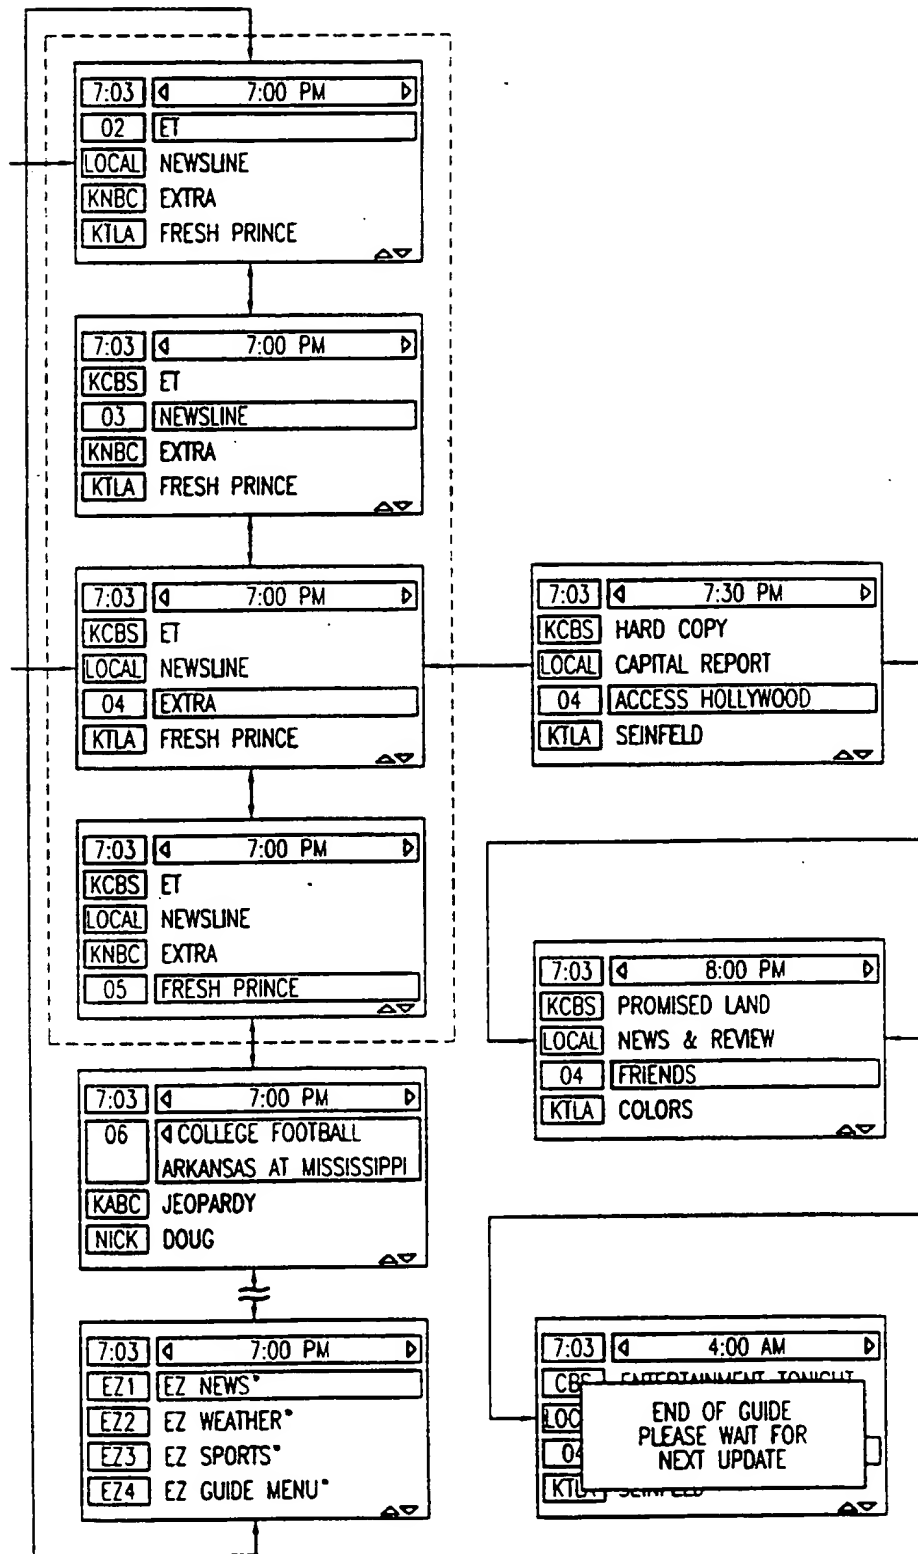 7:03 7:00 PM
02 ET
LOCAL NEWSLINE
KNBC EXTRA
KTLA FRESH PRINCE
7:03 7:00 PM
KCBS ET
03 NEWSLINE
KNBC EXTRA
KTLA FRESH PRINCE
7:03 7:00 PM
KCBS ET
LOCAL NEWSLINE
04 EXTRA
KTLA FRESH PRINCE
7:03 7:00 PM
KCBS ET
LOCAL NEWSLINE
KNBC EXTRA
05 FRESH PRINCE
7:03 7:00 PM
06 COLLEGE FOOTBALL
ARKANSAS AT MISSISSIPPI
KABC JEOPARDY
NICK DOUG
7:03 7:00 PM
EZ1 EZ NEWS*
EZ2 EZ WEATHER*
EZ3 EZ SPORTS*
EZ4 EZ GUIDE MENU*
7:03 7:30 PM
KCBS HARD COPY
LOCAL CAPITAL REPORT
04 ACCESS HOLLYWOOD
KTLA SEINFELD
7:03 8:00 PM
KCBS PROMISED LAND
LOCAL NEWS & REVIEW
04 FRIENDS
KTLA COLORS
7:03 4:00 AM
CBS ENTERTAINMENT TONIGHT
LOC
04
KTL SEINFELD
END OF GUIDE
PLEASE WAIT FOR
NEXT UPDATE